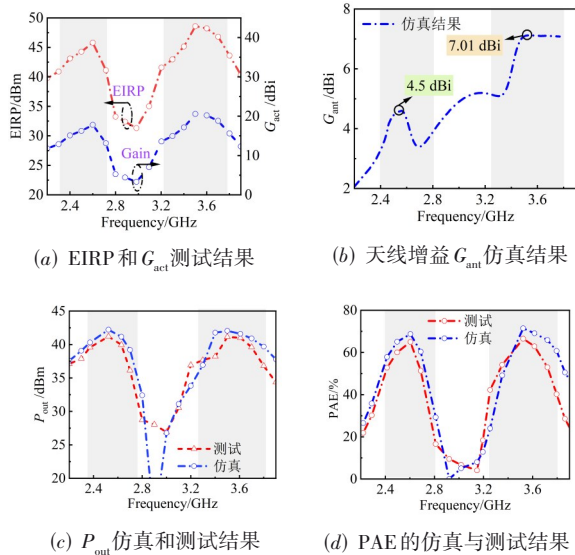 50
45
40
35
30
25
20
EIRP/dBm
40
30
20
10
0
G_act/dBi
EIRP
Gain
2.4 2.8 3.2 3.6
Frequency/GHz
(a) EIRP和G_act测试结果
8
6
4
2
G_ant/dBi
仿真结果
7.01 dBi
4.5 dBi
2.4 2.8 3.2 3.6
Frequency/GHz
(b) 天线增益G_ant仿真结果
45
40
35
30
25
20
P_out/dBm
测试
仿真
2.4 2.8 3.2 3.6
Frequency/GHz
(c) P_out仿真和测试结果
80
60
40
20
0
PAE/%
测试
仿真
2.4 2.8 3.2 3.6
Frequency/GHz
(d) PAE的仿真与测试结果